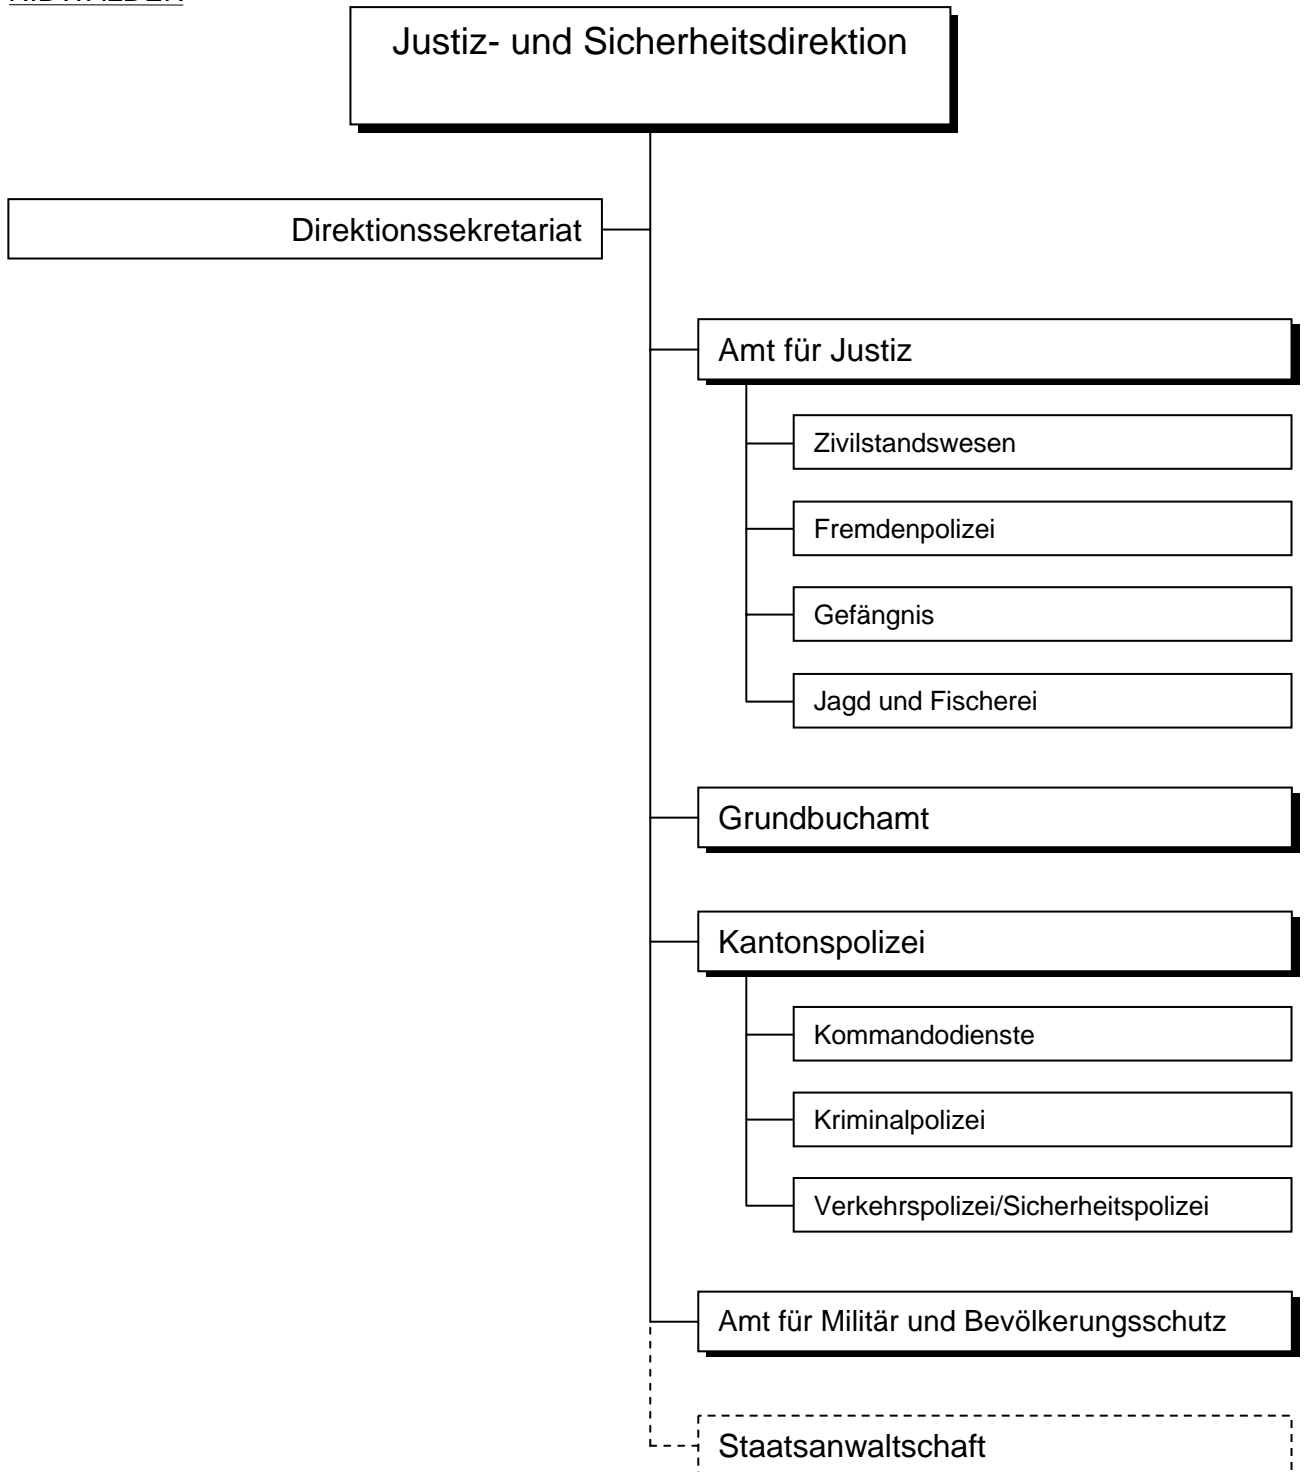 Justiz- und Sicherheitsdirektion
Direktionssekretariat
Amt für Justiz
Zivilstandswesen
Fremdenpolizei
Gefängnis
Jagd und Fischerei
Grundbuchamt
Kantonspolizei
Kommandodienste
Kriminalpolizei
Verkehrspolizei/Sicherheitspolizei
Amt für Militär und Bevölkerungsschutz
Staatsanwaltschaft